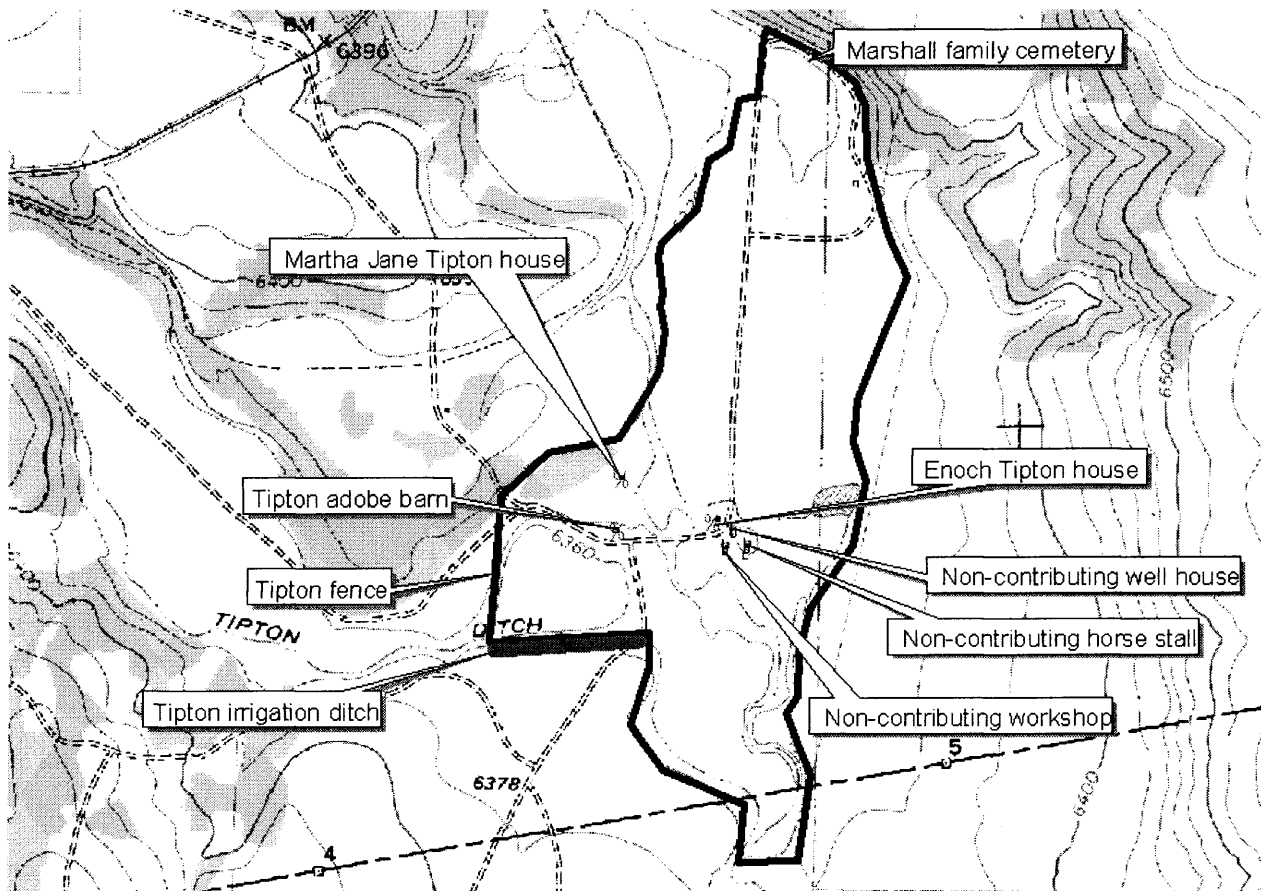 BM
6390
Marshall family cemetery
Martha Jane Tipton house
6400
6500
Enoch Tipton house
Tipton adobe barn
6360
Non-contributing well house
Tipton fence
TIPTON
DITCH
Non-contributing horse stall
Tipton irrigation ditch
Non-contributing workshop
5
6378
6400
4